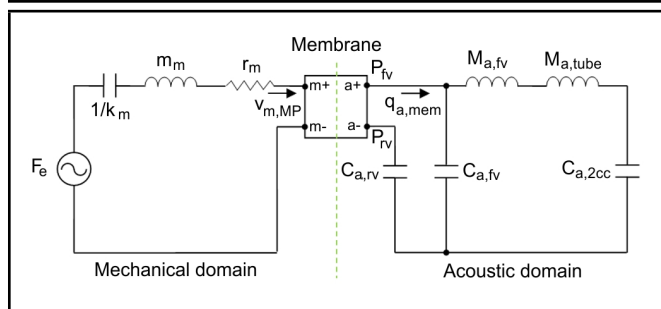 Membrane
m_m
r_m
1/k_m
v_m,MP
m+
a+
m-
a-
P_fv
q_a,mem
P_rv
M_a,fv
M_a,tube
F_e
C_a,rv
C_a,fv
C_a,2cc
Mechanical domain
Acoustic domain